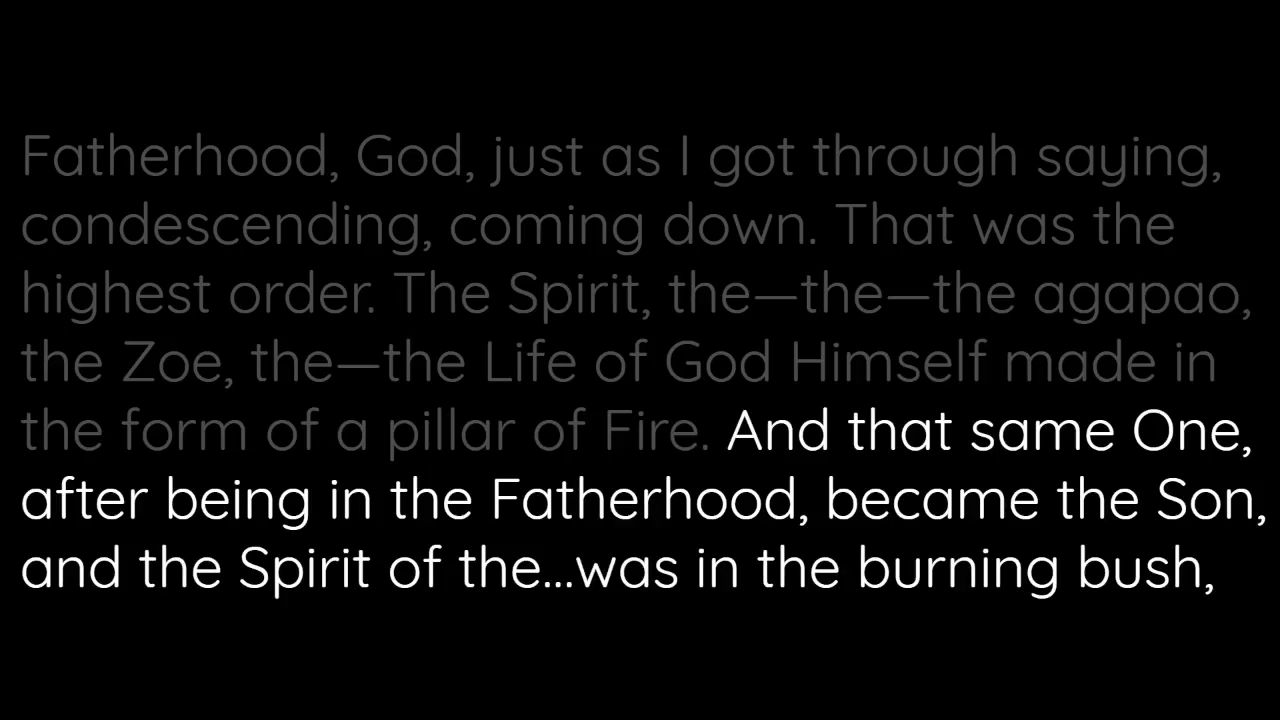 Fatherhood, God, just as I got through saying,
condescending, coming down. That was the
highest order. The Spirit, the—the—the agapao,
the Zoe, the—the Life of God Himself made in
the form of a pillar of Fire. And that same One,
after being in the Fatherhood, became the Son,
and the Spirit of the...was in the burning bush,